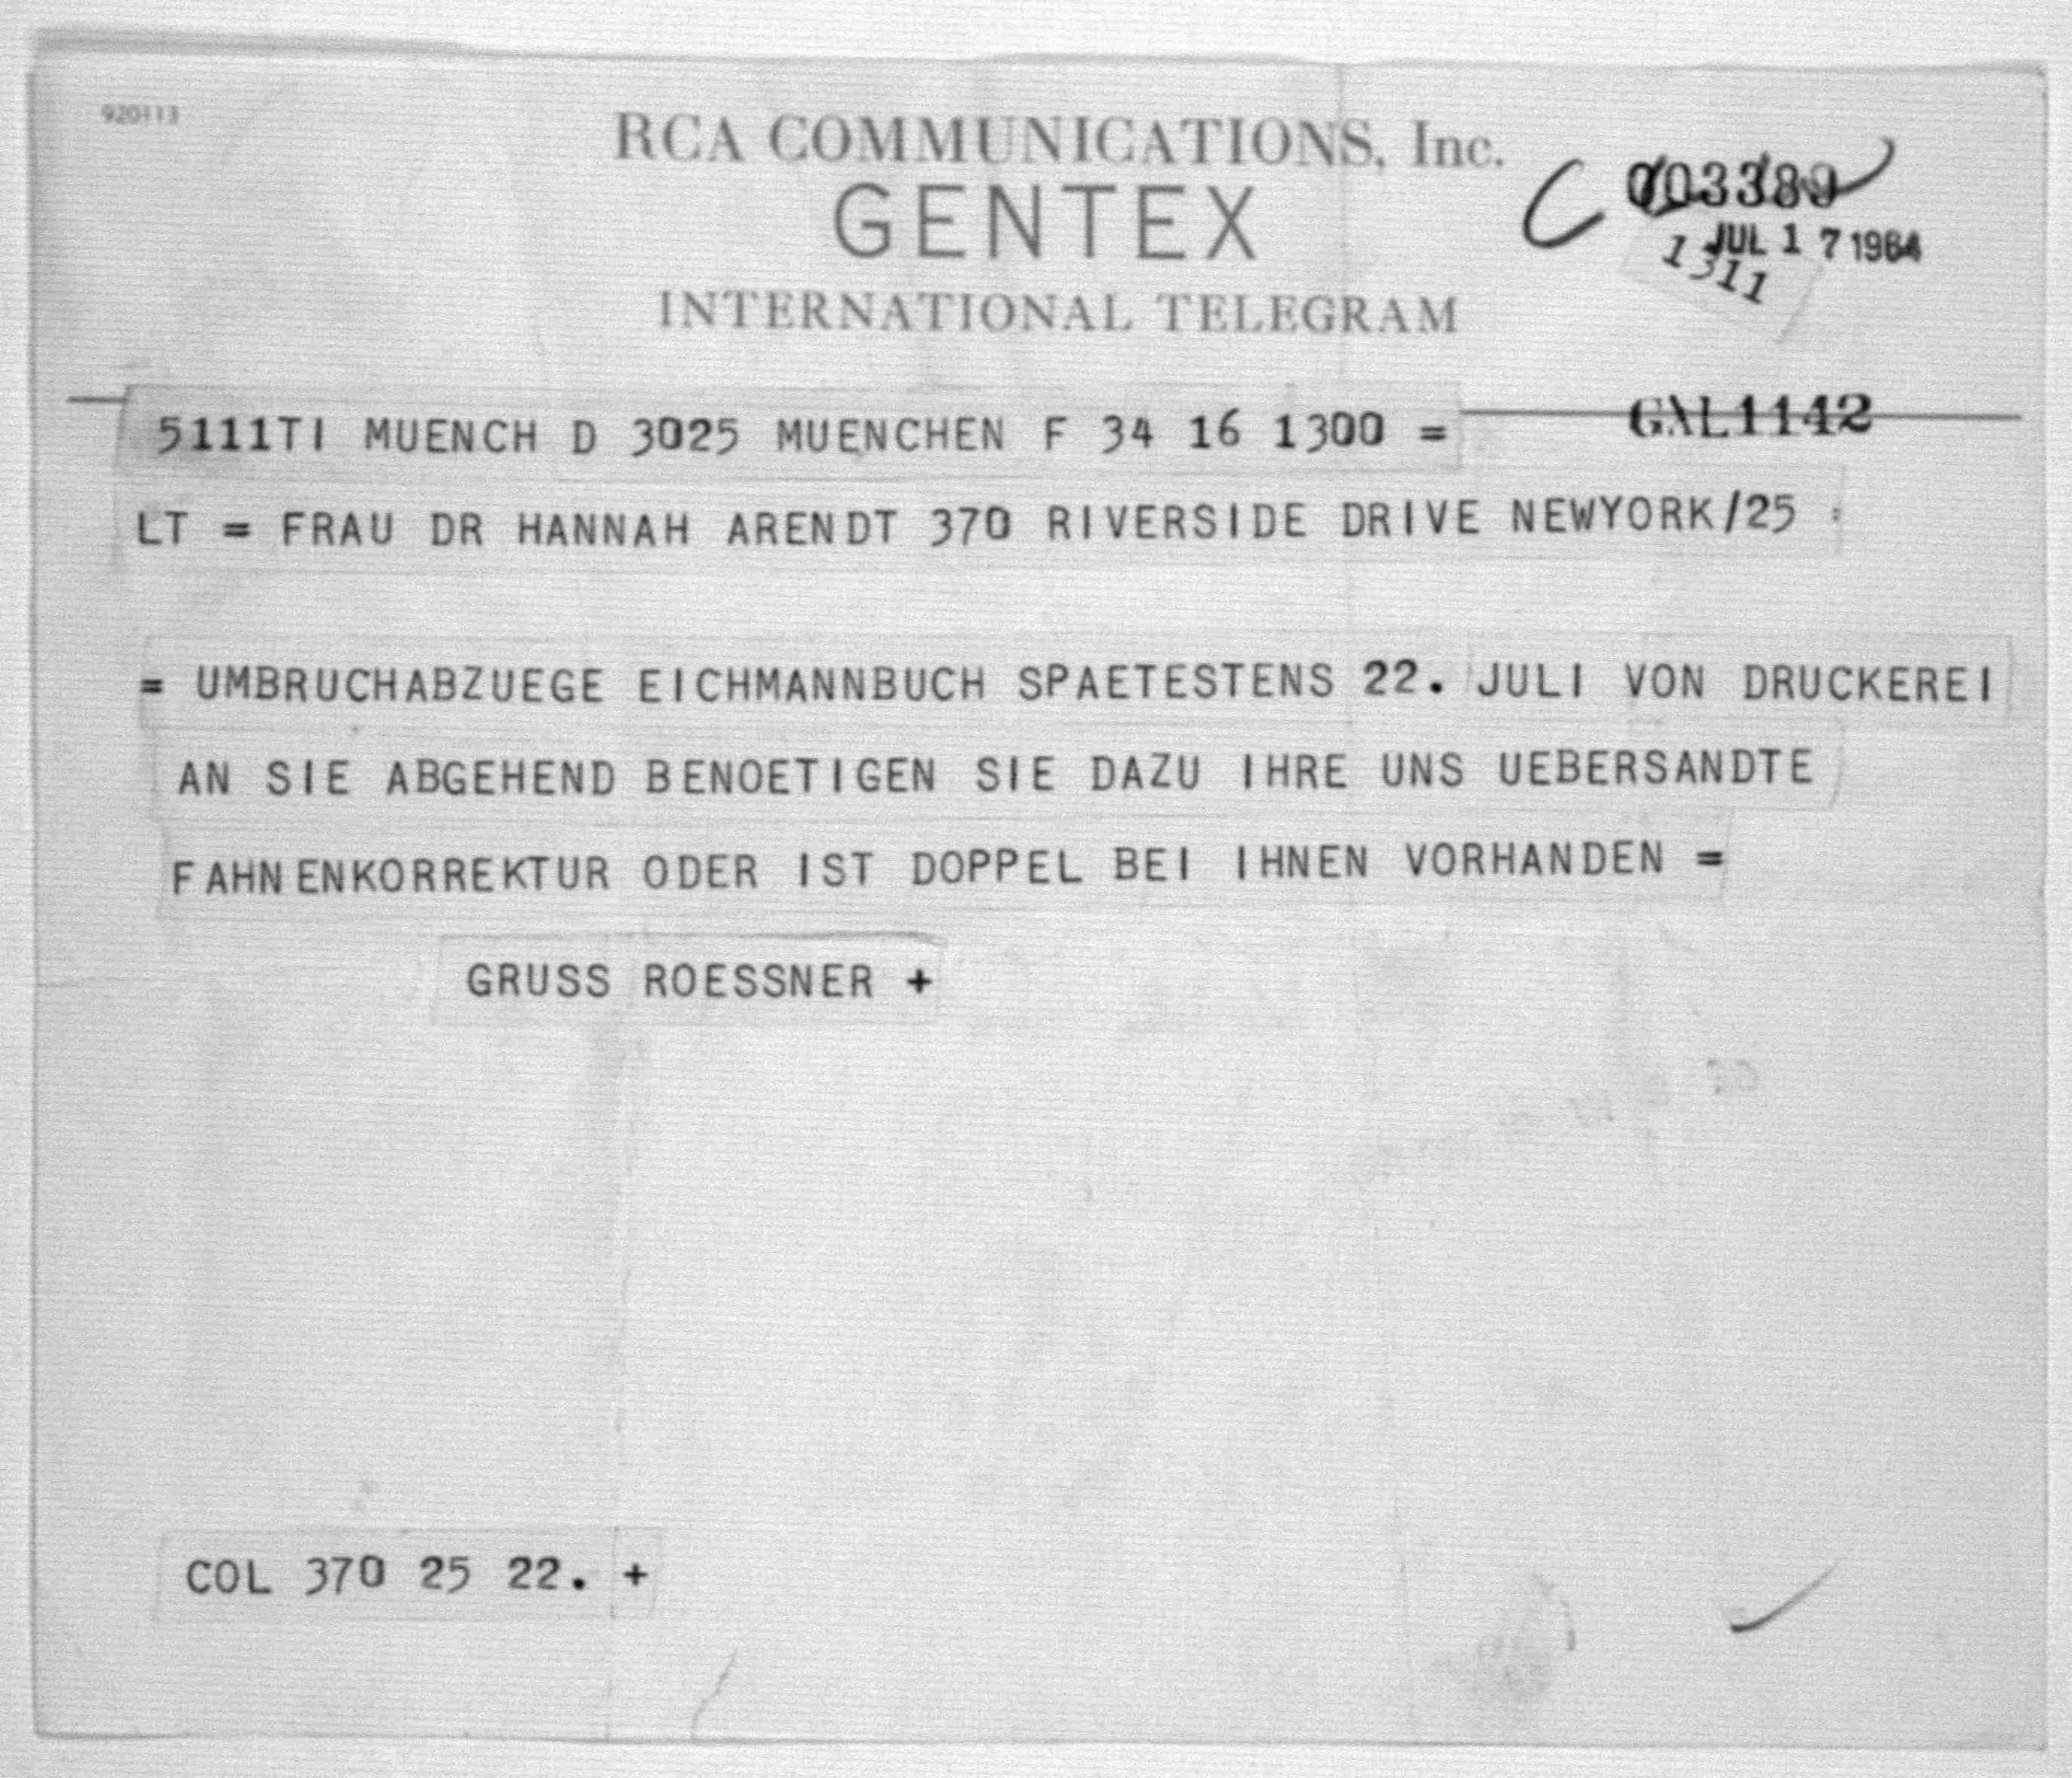 920113
RCA COMMUNICATIONS, Inc.
GENTEX
INTERNATIONAL TELEGRAM
003389
JUL 17 1964
1311
GXL1142
5111TI MUENCH D 3025 MUENCHEN F 34 16 1300 =
LT = FRAU DR HANNAH ARENDT 370 RIVERSIDE DRIVE NEWYORK/25 =
= UMBRUCHABZUEGE EICHMANNBUCH SPAETESTENS 22. JULI VON DRUCKEREI
AN SIE ABGEHEND BENOETIGEN SIE DAZU IHRE UNS UEBERSANDTE
FAHNENKORREKTUR ODER IST DOPPEL BEI IHNEN VORHANDEN =
GRUSS ROESSNER +
COL 370 25 22. +